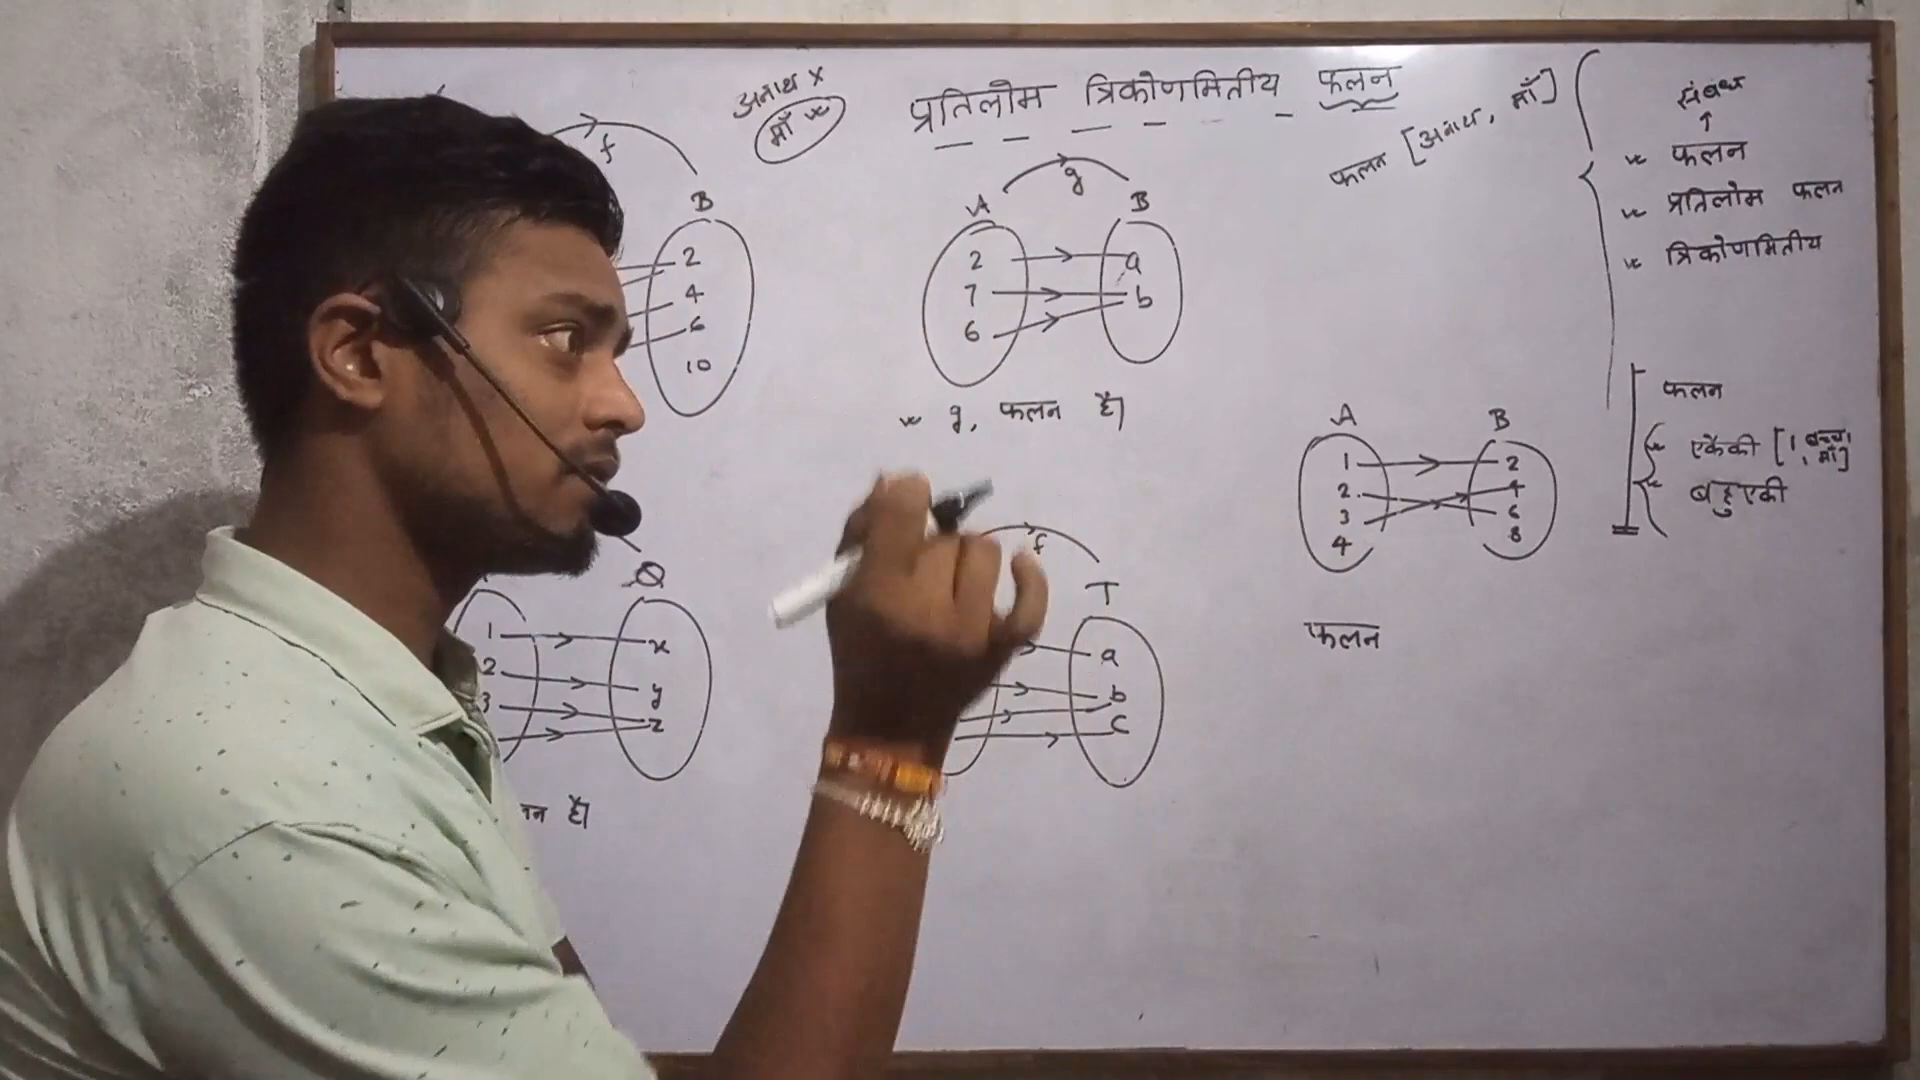 अनाथ x
माँ
प्रतिलोम त्रिकोणमितीय फलन
फलन [अनाथ, माँ]
संबंध
↑
फलन
प्रतिलोम फलन
त्रिकोणमितीय
f
B
2
4
6
10
g
A B
2 a
7 b
6
g, फलन है।
A B
1 2
2 4
3 6
4 8
फलन
फलन
एकैकी [1 बच्चा, 1 माँ]
बहुएकी
Q
1 x
2 y
3 z
है।
f
T
a
b
c